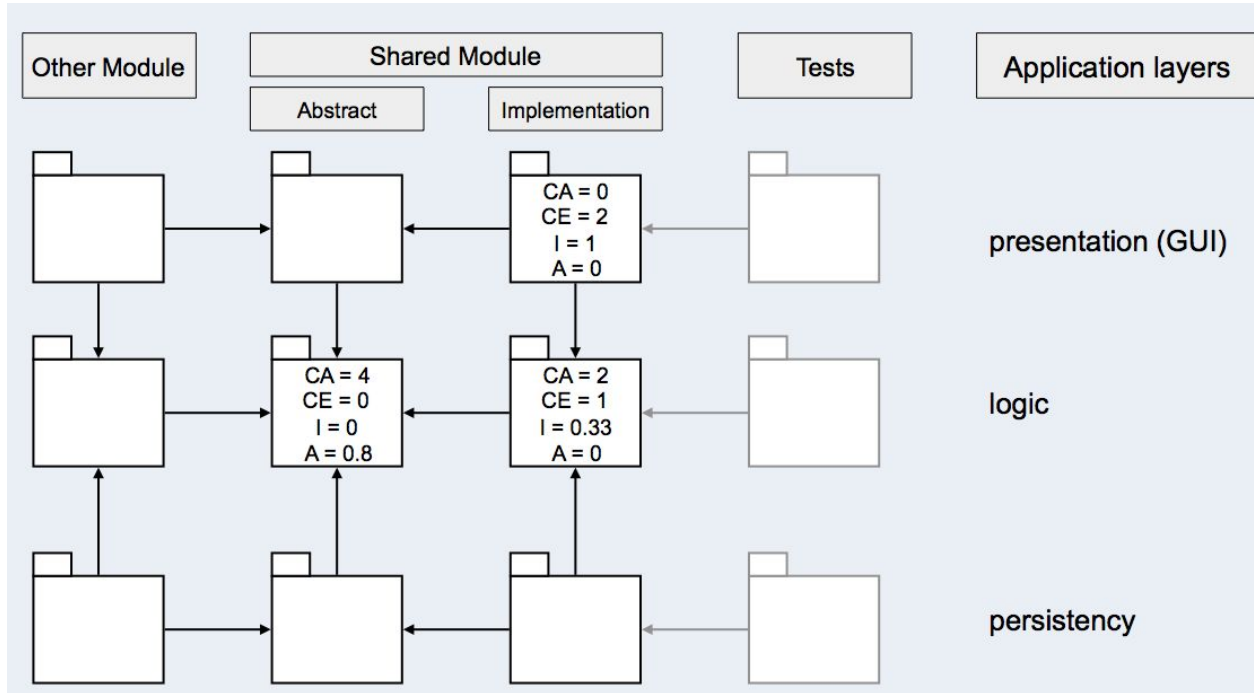 Other Module
Shared Module
Tests
Application layers
Abstract
Implementation
CA = 0
CE = 2
I = 1
A = 0
presentation (GUI)
CA = 4
CE = 0
I = 0
A = 0.8
CA = 2
CE = 1
I = 0.33
A = 0
logic
persistency